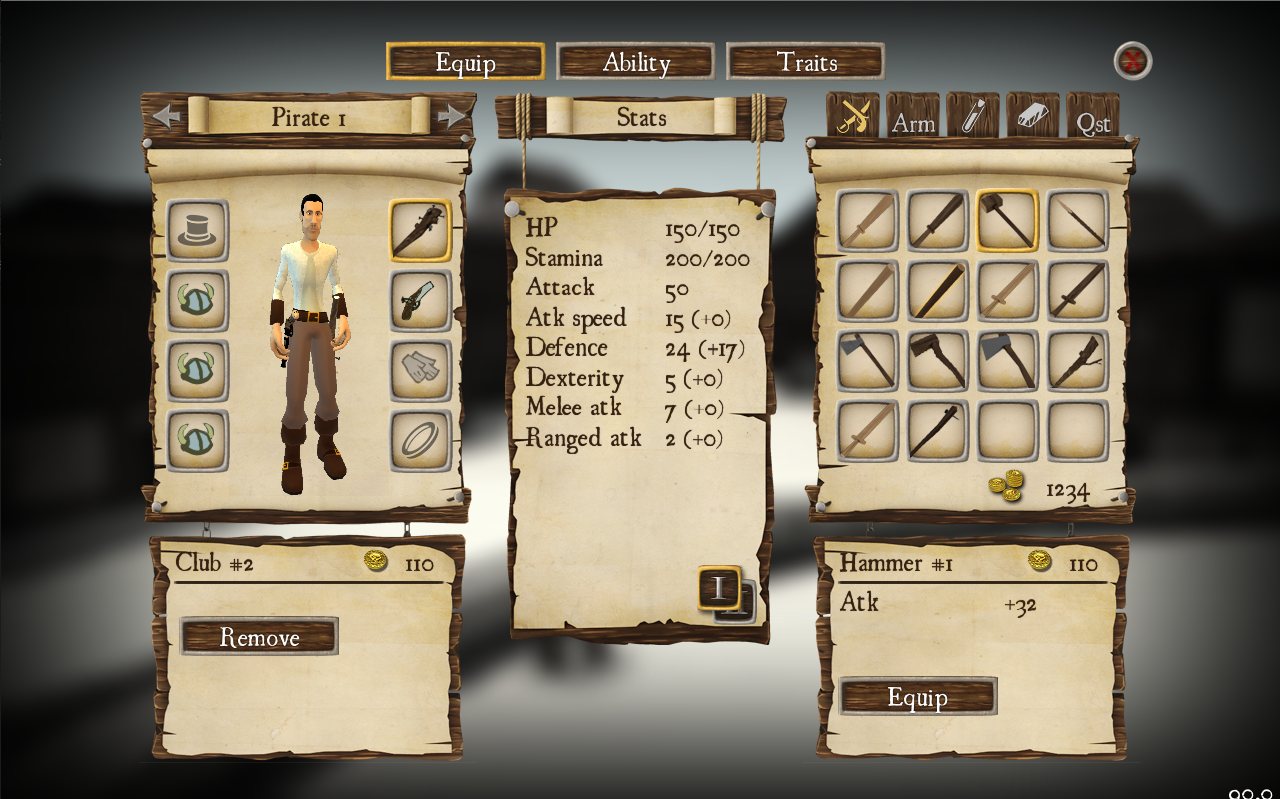 Equip
Ability
Traits
X
Pirate 1
Stats
Arm
Qst
HP 150/150
Stamina 200/200
Attack 50
Atk speed 15 (+0)
Defence 24 (+17)
Dexterity 5 (+0)
Melee atk 7 (+0)
Ranged atk 2 (+0)
I
II
1234
Club #2 110
Remove
Hammer #1 110
Atk +32
Equip